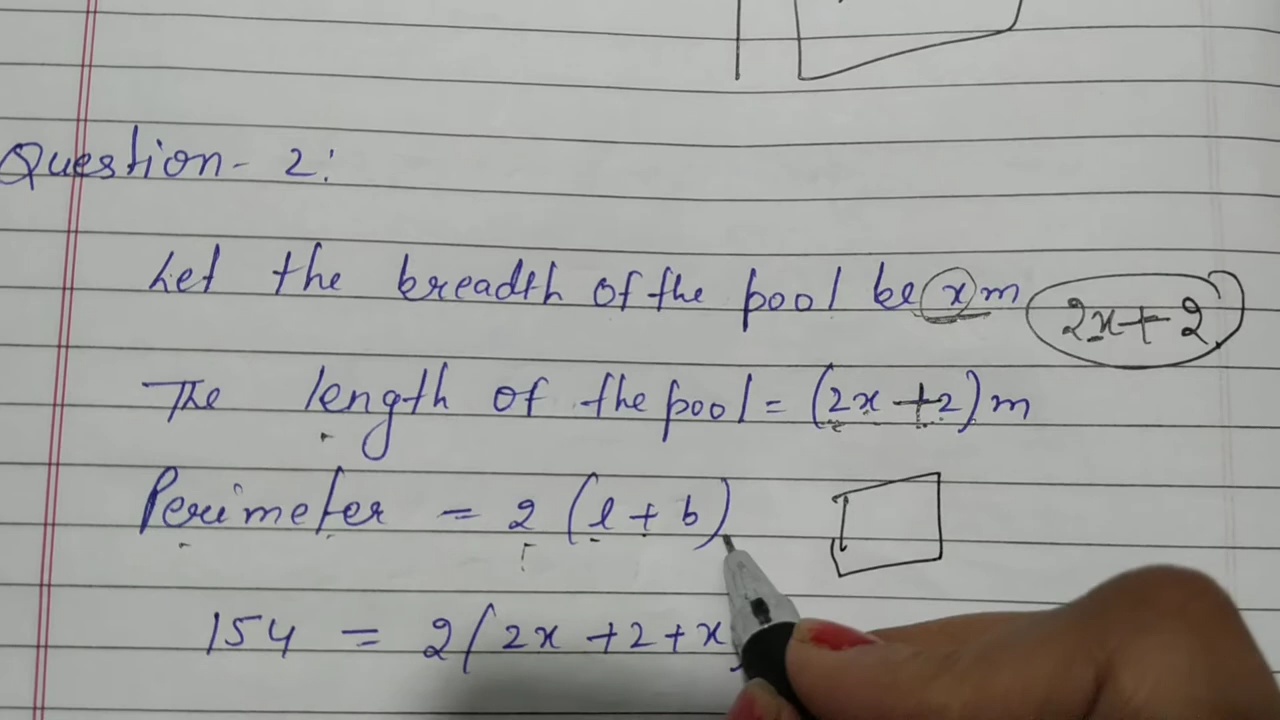 Question- 2:
Let the breadth of the pool be x m
2x+2
The length of the pool = (2x +2) m
Perimeter = 2 (l + b)
154 = 2(2x +2+x)